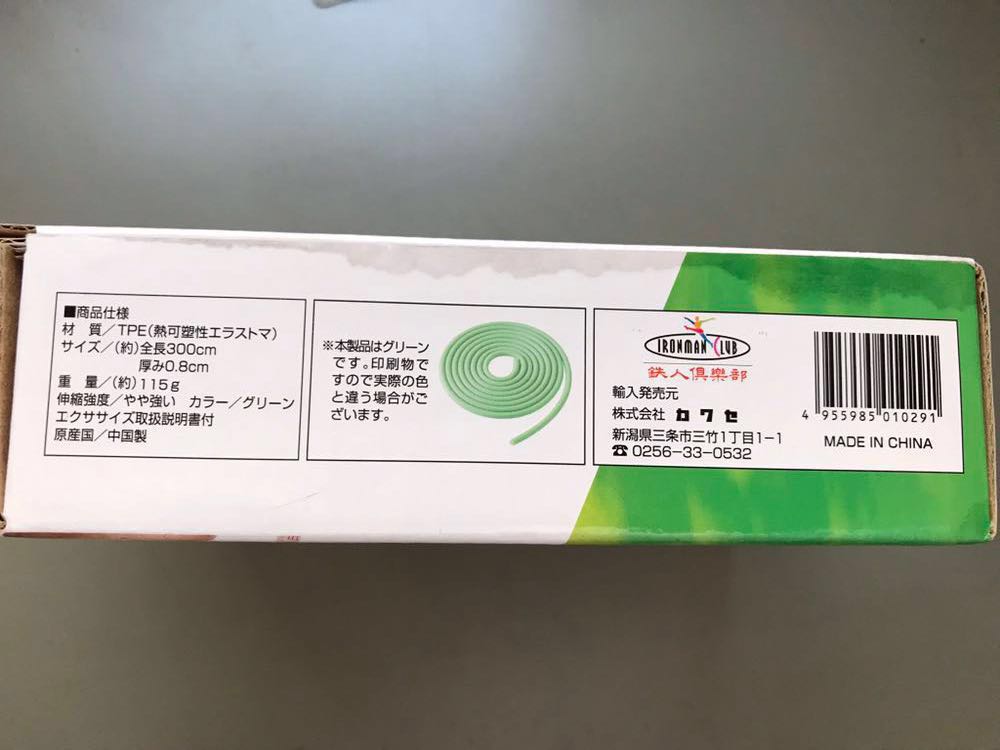 ■商品仕様
材 質/TPE(熱可塑性エラストマ)
サイズ/(約)全長300cm
厚み0.8cm
重 量/(約)115g
伸縮強度/やや強い カラー/グリーン
エクササイズ取扱説明書付
原産国/中国製
※本製品はグリーン
です。印刷物で
すので実際の色
と違う場合がご
ざいます。
IRONMAN CLUB
鉄人倶楽部
輸入発売元
株式会社 カワセ
新潟県三条市三竹1丁目1-1
☎0256-33-0532
4 955985 010291
MADE IN CHINA